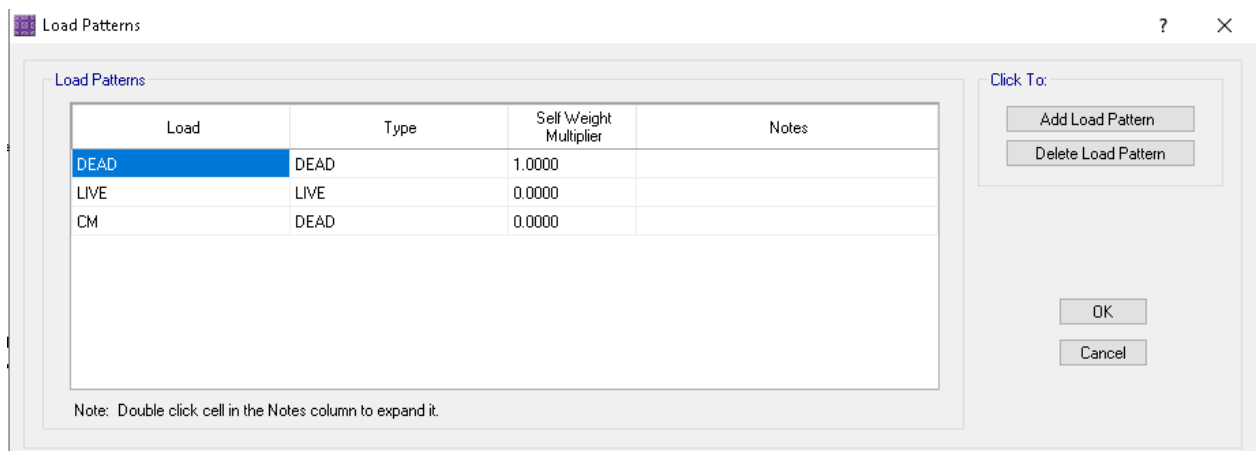 Load Patterns
?
Load Patterns
Click To:
Load Type Self Weight Multiplier Notes
Add Load Pattern
DEAD DEAD 1.0000
Delete Load Pattern
LIVE LIVE 0.0000
CM DEAD 0.0000
OK
Cancel
Note: Double click cell in the Notes column to expand it.